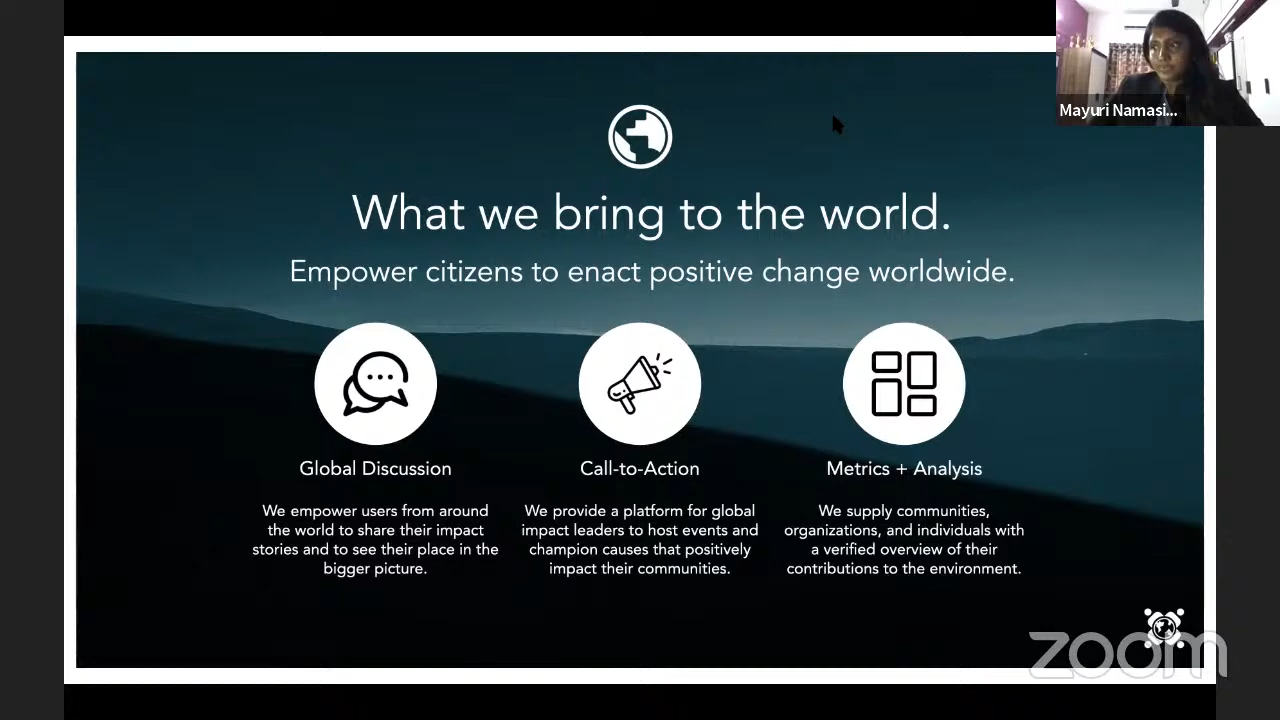 Mayuri Namasi...
What we bring to the world.
Empower citizens to enact positive change worldwide.
Global Discussion
We empower users from around
the world to share their impact
stories and to see their place in the
bigger picture.
Call-to-Action
We provide a platform for global
impact leaders to host events and
champion causes that positively
impact their communities.
Metrics + Analysis
We supply communities,
organizations, and individuals with
a verified overview of their
contributions to the environment.
zoom